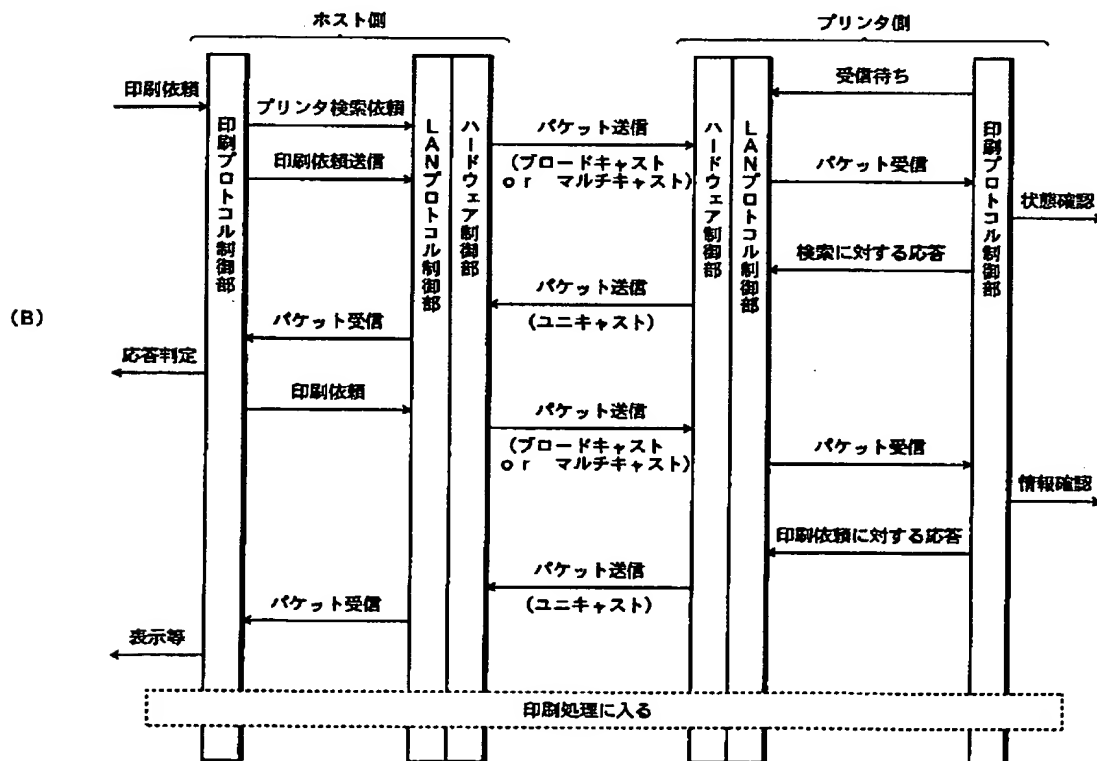 ホスト側
プリンタ側
印刷依頼
印刷プロトコル制御部
プリンタ検索依頼
印刷依頼送信
LANプロトコル制御部
ハードウェア制御部
パケット送信
(ブロードキャスト
or マルチキャスト)
ハードウェア制御部
LANプロトコル制御部
受信待ち
パケット受信
印刷プロトコル制御部
状態確認
検索に対する応答
パケット送信
(ユニキャスト)
(B)
パケット受信
応答判定
印刷依頼
パケット送信
(ブロードキャスト
or マルチキャスト)
パケット受信
情報確認
印刷依頼に対する応答
パケット送信
(ユニキャスト)
パケット受信
表示等
印刷処理に入る